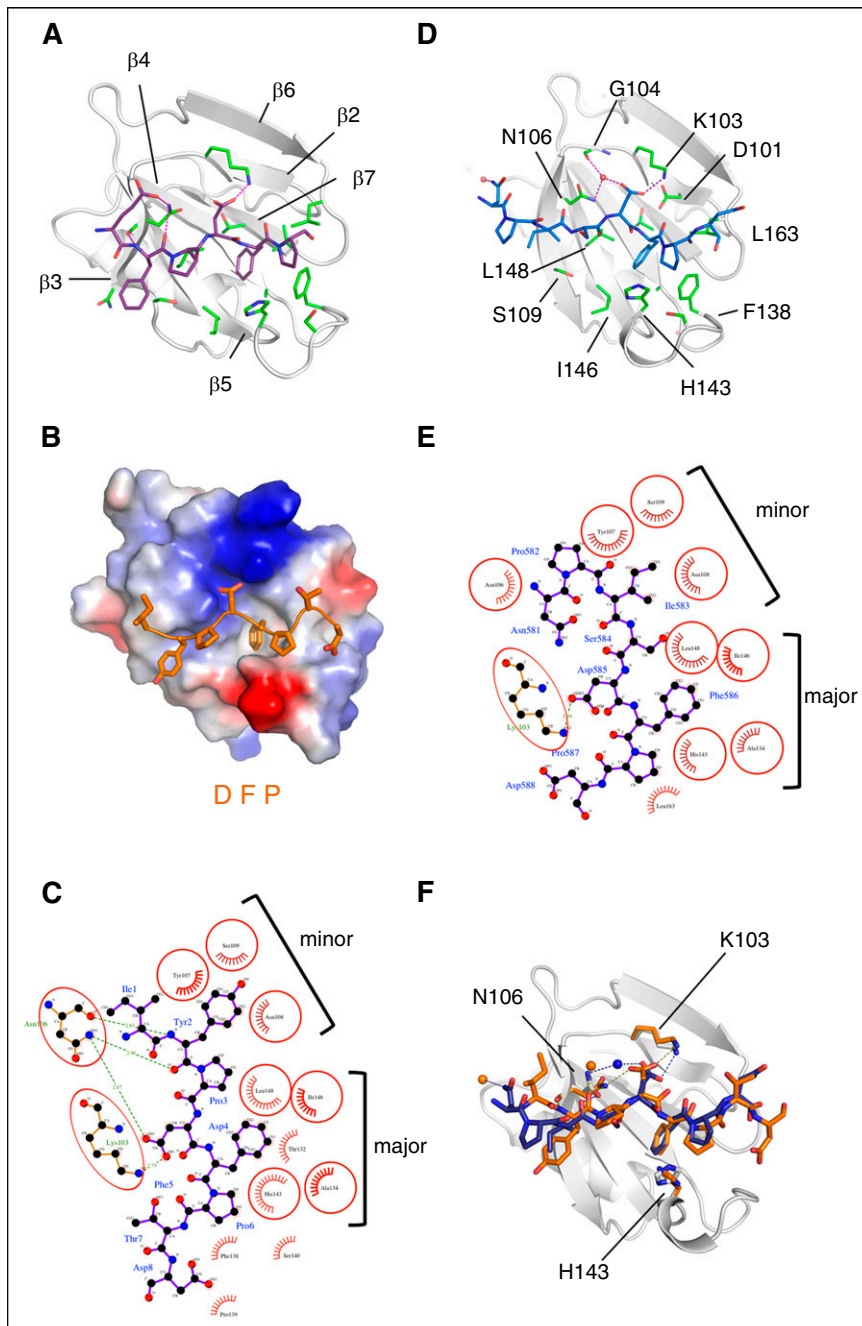 A
β4
β6
β2
β7
β3
β5
D
G104
K103
N106
D101
L163
L148
S109
F138
I146
H143
B
D F P
E
minor
Ser109
Tyr107
Pro582
Asn106
Asn108
Ile583
Asn581
Ser584
Leu148
Ile146
Asp585
major
Phe586
Lys103
Pro587
His143
Ala134
Asp588
Leu163
C
minor
Ser109
Tyr107
Ile1
Asn106
Tyr2
Asn108
Pro3
Leu148
Ile146
Asp4
major
Lys103
Thr132
Phe5
His143
Ala134
Pro6
Thr7
Phe138
Ser140
Asp8
Pro139
F
K103
N106
H143